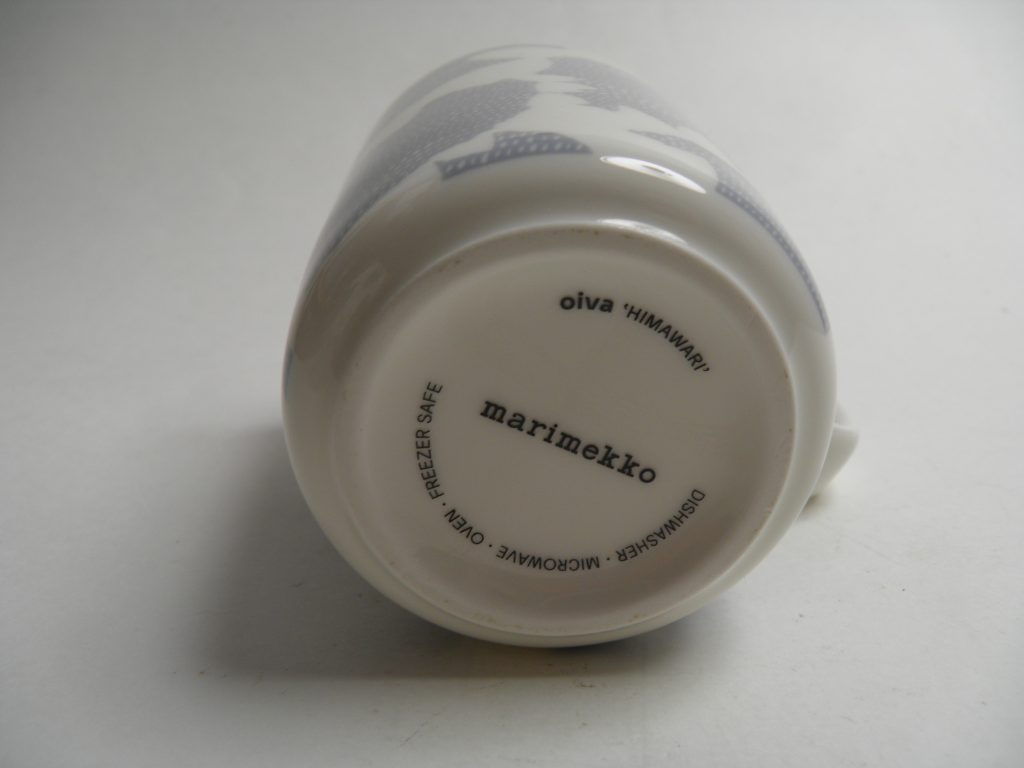 oiva 'HIMAWARI'
marimekko
DISHWASHER · MICROWAVE · OVEN · FREEZER SAFE